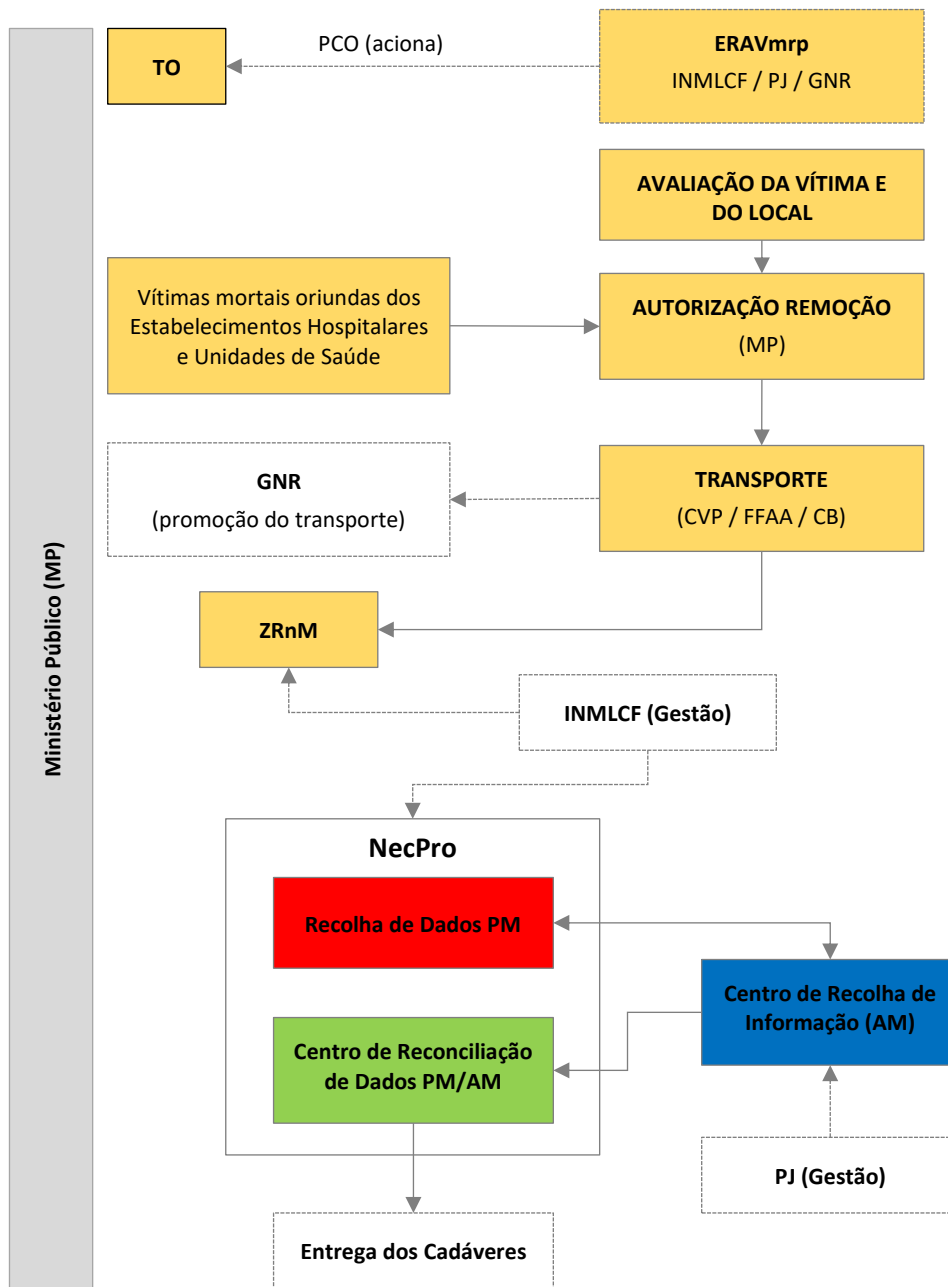 TO
PCO (aciona)
ERAVmrp
INMLCF / PJ / GNR
AVALIAÇÃO DA VÍTIMA E
DO LOCAL
Vítimas mortais oriundas dos
Estabelecimentos Hospitalares
e Unidades de Saúde
AUTORIZAÇÃO REMOÇÃO
(MP)
GNR
(promoção do transporte)
TRANSPORTE
(CVP / FFAA / CB)
Ministério Público (MP)
ZRnM
INMLCF (Gestão)
NecPro
Recolha de Dados PM
Centro de Recolha de
Informação (AM)
Centro de Reconciliação
de Dados PM/AM
PJ (Gestão)
Entrega dos Cadáveres